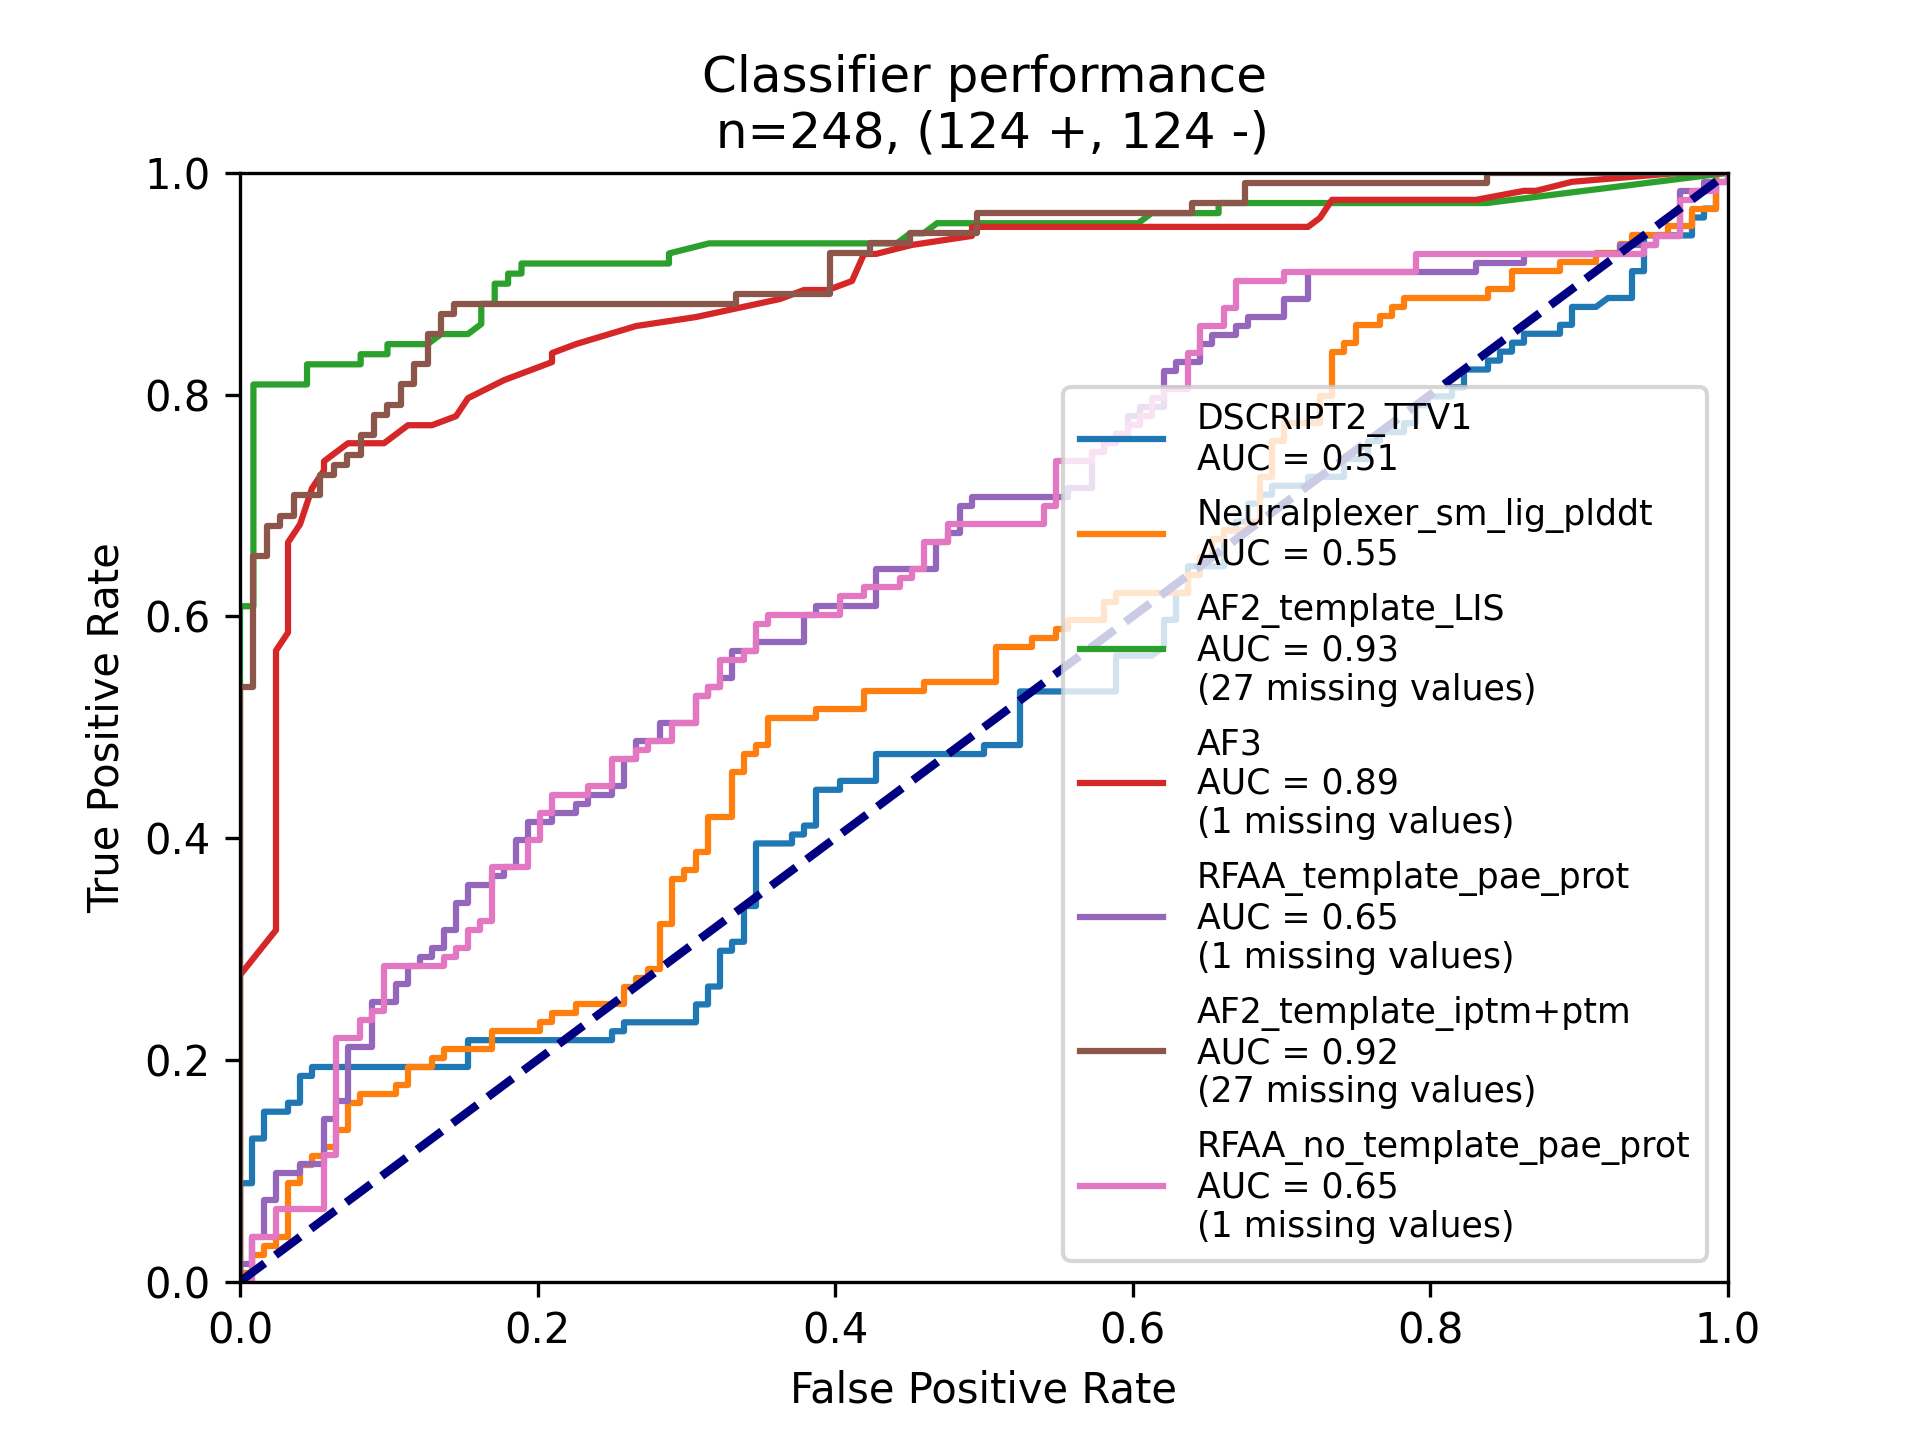 Classifier performance
n=248, (124 +, 124 -)
1.0
0.8
0.6
0.4
0.2
0.0
True Positive Rate
0.0
0.2
0.4
0.6
0.8
1.0
False Positive Rate
DSCRIPT2_TTV1
AUC = 0.51
Neuralplexer_sm_lig_plddt
AUC = 0.55
AF2_template_LIS
AUC = 0.93
(27 missing values)
AF3
AUC = 0.89
(1 missing values)
RFAA_template_pae_prot
AUC = 0.65
(1 missing values)
AF2_template_iptm+ptm
AUC = 0.92
(27 missing values)
RFAA_no_template_pae_prot
AUC = 0.65
(1 missing values)